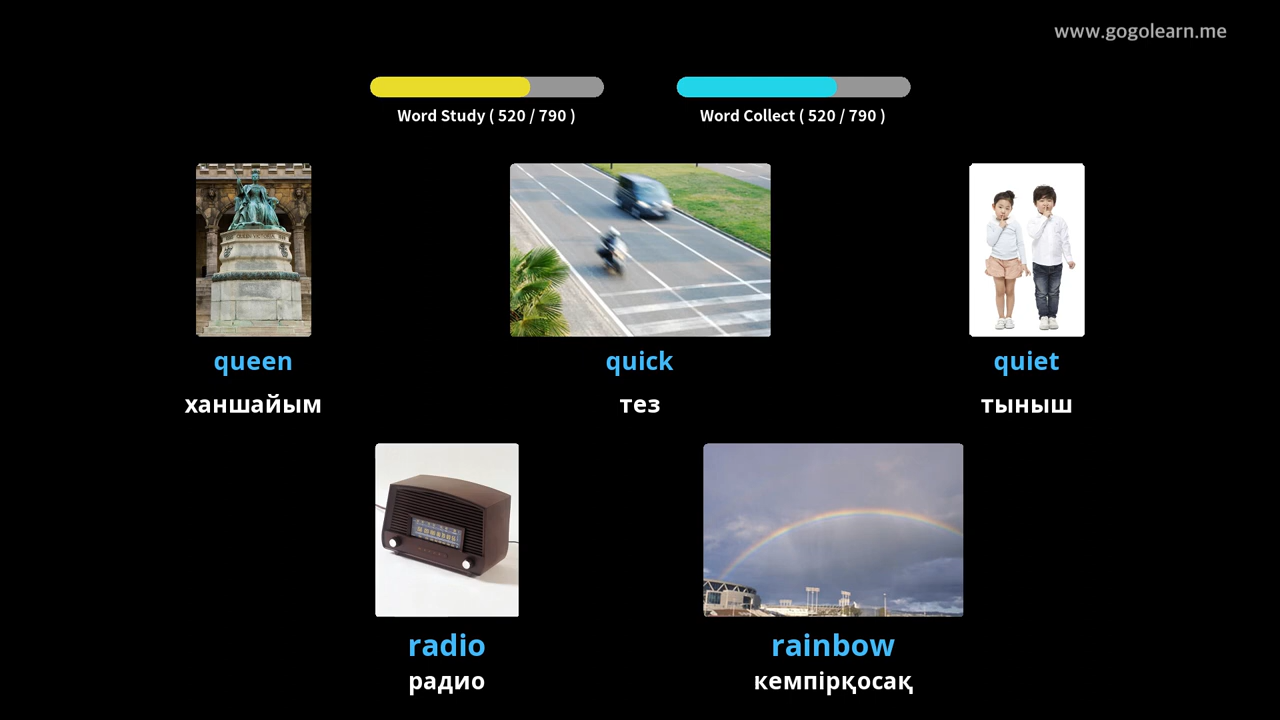 www.gogolearn.me
Word Study ( 520 / 790 )
Word Collect ( 520 / 790 )
queen
quick
quiet
ханшайым
тез
тыныш
radio
rainbow
радио
кемпірқосақ